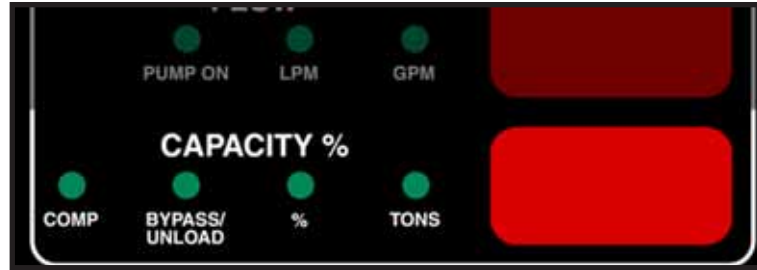 PUMP ON LPM GPM
CAPACITY %
COMP BYPASS/ % TONS
UNLOAD